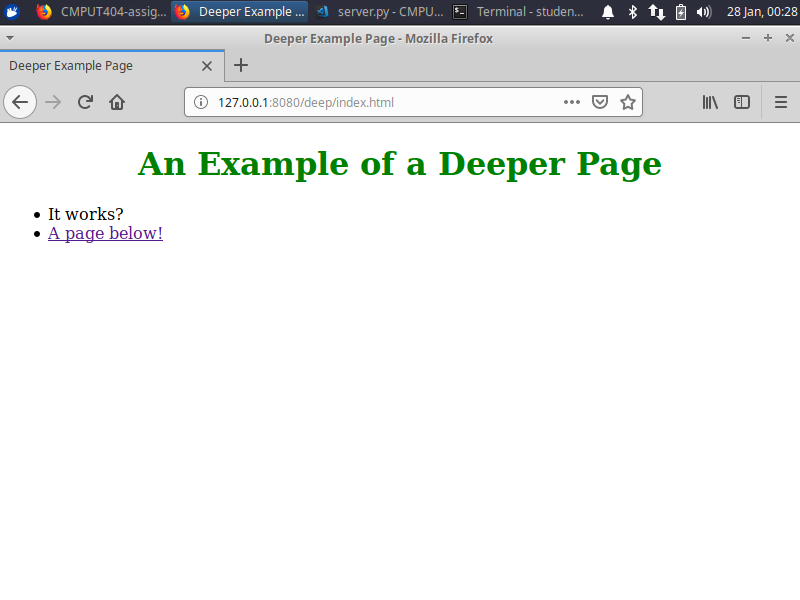 CMPUT404-assig... Deeper Example ... server.py - CMPU... Terminal - studen... 28 Jan, 00:28
Deeper Example Page - Mozilla Firefox
Deeper Example Page
127.0.0.1:8080/deep/index.html
An Example of a Deeper Page
• It works?
• A page below!